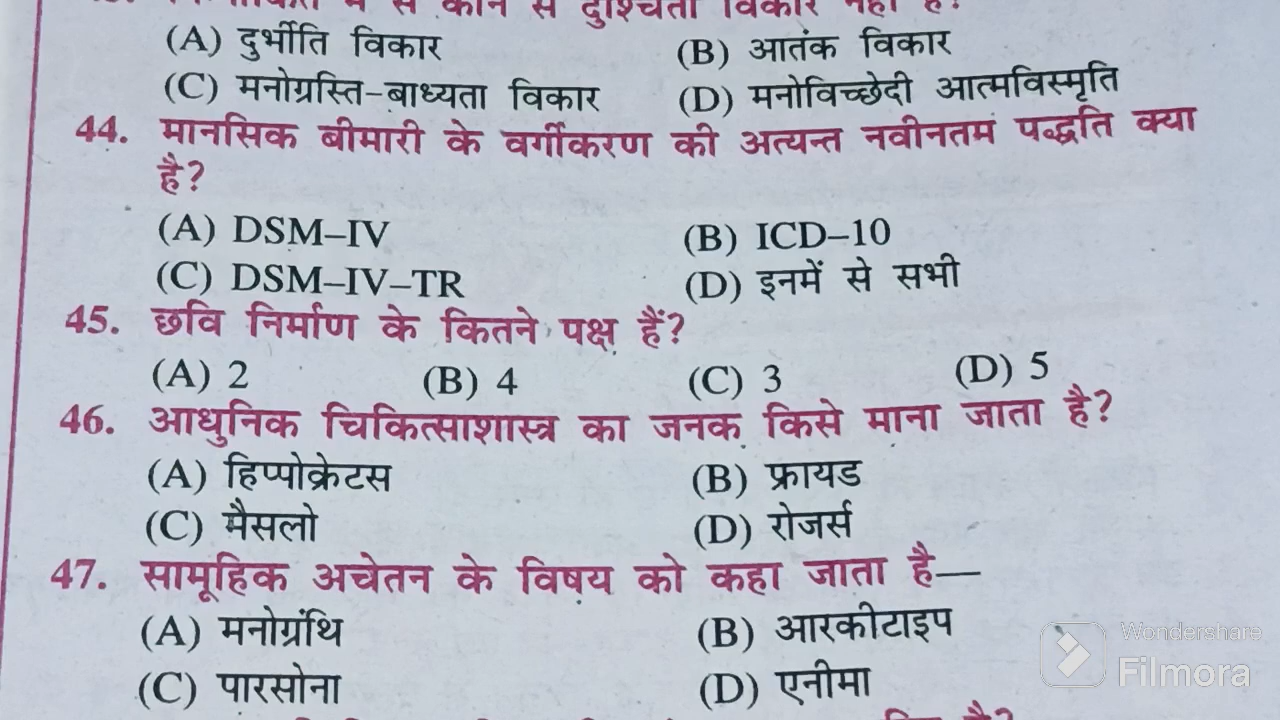 से कौन से दुश्चिंता विकार नहीं है?
(A) दुर्भीति विकार (B) आतंक विकार
(C) मनोग्रस्ति-बाध्यता विकार (D) मनोविच्छेदी आत्मविस्मृति
44. मानसिक बीमारी के वर्गीकरण की अत्यन्त नवीनतम पद्धति क्या
है?
(A) DSM–IV (B) ICD–10
(C) DSM–IV–TR (D) इनमें से सभी
45. छवि निर्माण के कितने पक्ष हैं?
(A) 2 (B) 4 (C) 3 (D) 5
46. आधुनिक चिकित्साशास्त्र का जनक किसे माना जाता है?
(A) हिप्पोक्रेटस (B) फ्रायड
(C) मैसलो (D) रोजर्स
47. सामूहिक अचेतन के विषय को कहा जाता है—
(A) मनोग्रंथि (B) आरकीटाइप
(C) पारसोना (D) एनीमा
Wondershare
Filmora